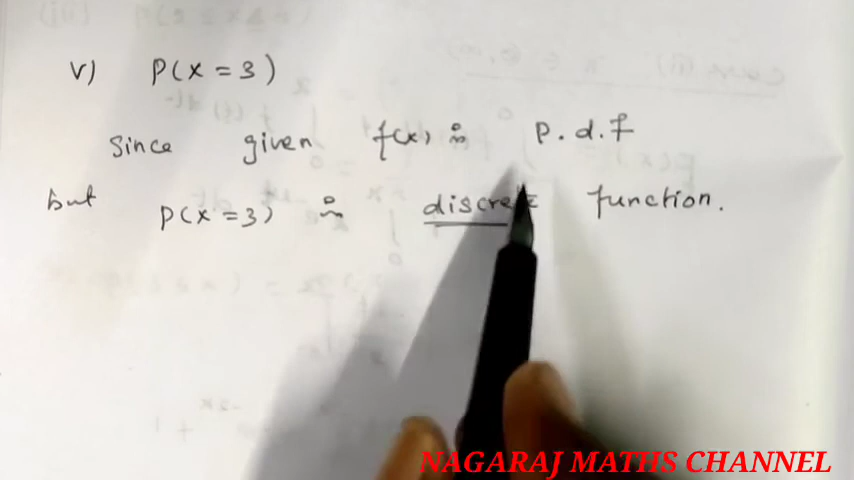 v) P(X = 3)
Since given f(x) is P.d.f
but P(X = 3) is discrete function.
NAGARAJ MATHS CHANNEL